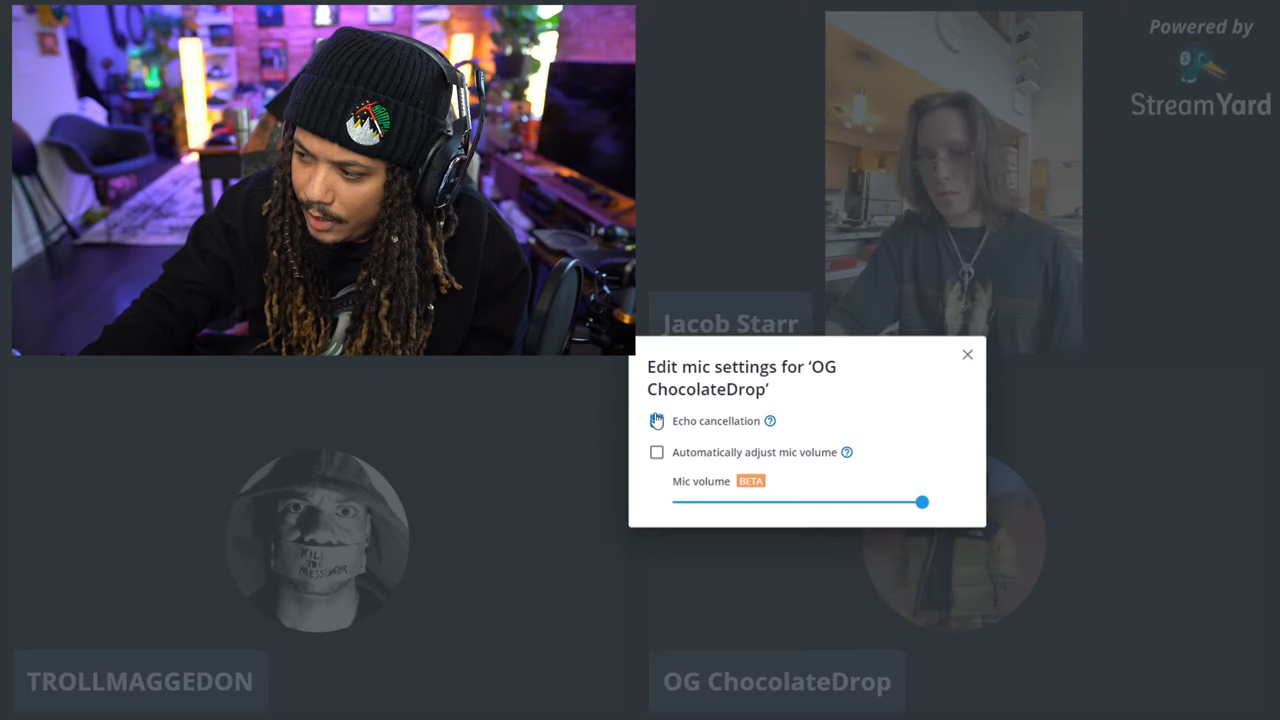 Powered by
StreamYard
Jacob Starr
Edit mic settings for ‘OG
ChocolateDrop’
Echo cancellation
Automatically adjust mic volume
Mic volume BETA
KILL
THE
MESSENGER
TROLLMAGGEDON
OG ChocolateDrop